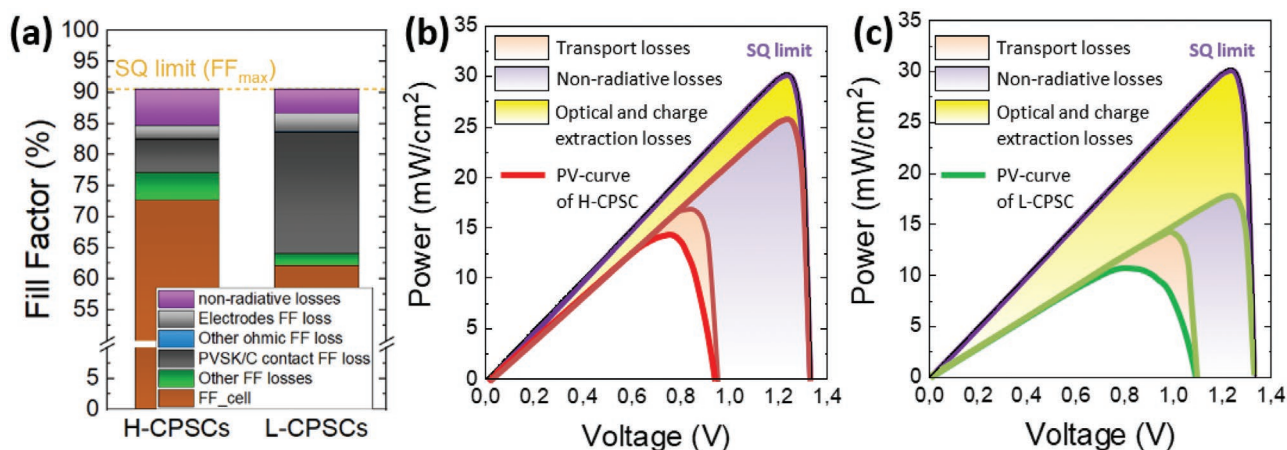 (a)
100
95
90
85
80
75
70
65
60
55
5
0
Fill Factor (%)
SQ limit (FFmax)
non-radiative losses
Electrodes FF loss
Other ohmic FF loss
PVSK/C contact FF loss
Other FF losses
FF_cell
H-CPSCs L-CPSCs
(b)
35
30
25
20
15
10
5
0
Power (mW/cm²)
Transport losses
SQ limit
Non-radiative losses
Optical and charge
extraction losses
PV-curve
of H-CPSC
0,0 0,2 0,4 0,6 0,8 1,0 1,2 1,4
Voltage (V)
(c)
35
30
25
20
15
10
5
0
Power (mW/cm²)
Transport losses
SQ limit
Non-radiative losses
Optical and charge
extraction losses
PV-curve
of L-CPSC
0,0 0,2 0,4 0,6 0,8 1,0 1,2 1,4
Voltage (V)